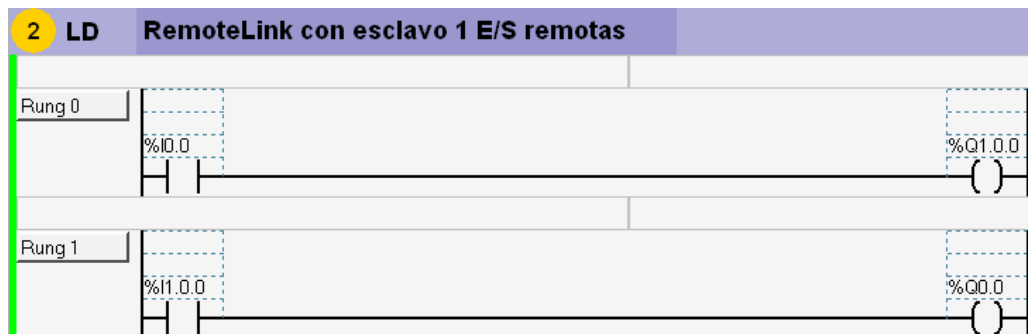 2 LD RemoteLink con esclavo 1 E/S remotas
Rung 0
%I0.0 %Q1.0.0
Rung 1
%I1.0.0 %Q0.0